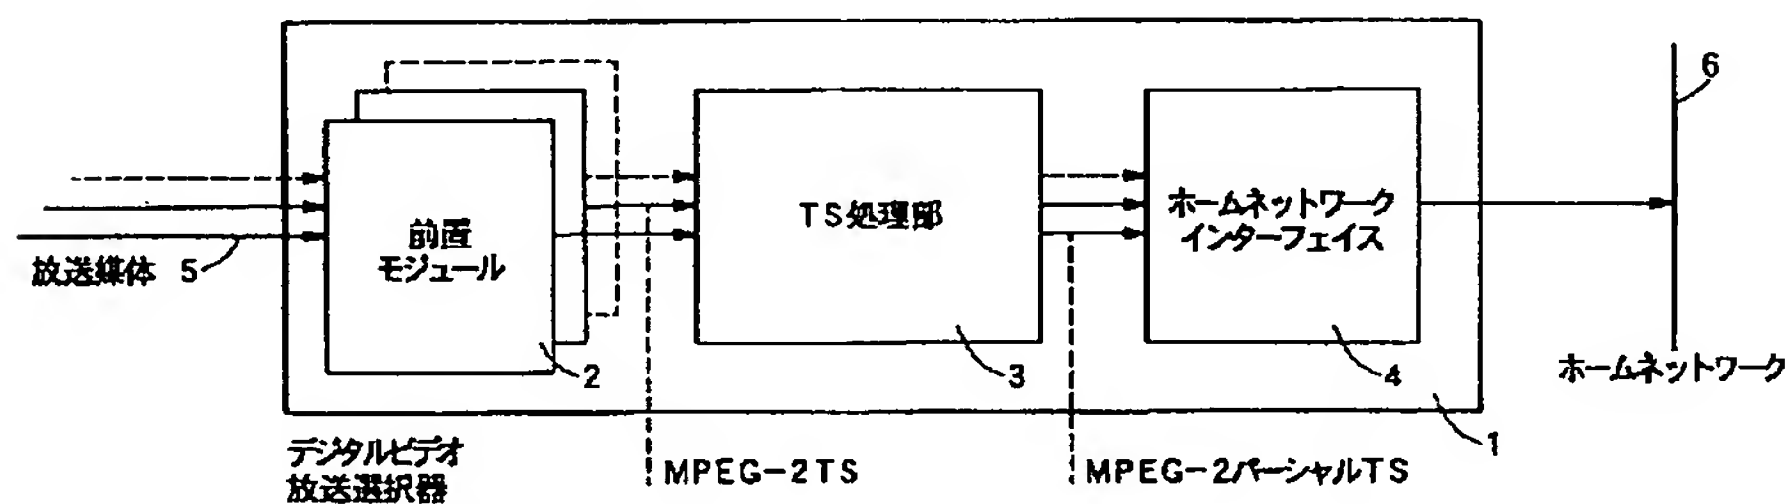 6
前置
モジュール
TS処理部
ホームネットワーク
インターフェイス
放送媒体 5
2
3
4
ホームネットワーク
1
デジタルビデオ
放送選択器
MPEG-2TS
MPEG-2パーシャルTS